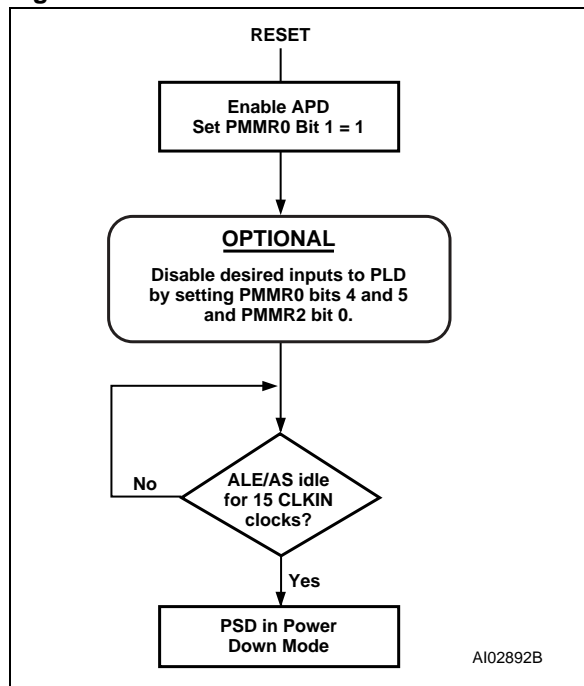 RESET
Enable APD
Set PMMR0 Bit 1 = 1
OPTIONAL
Disable desired inputs to PLD
by setting PMMR0 bits 4 and 5
and PMMR2 bit 0.
ALE/AS idle
for 15 CLKIN
clocks?
No
Yes
PSD in Power
Down Mode
AI02892B